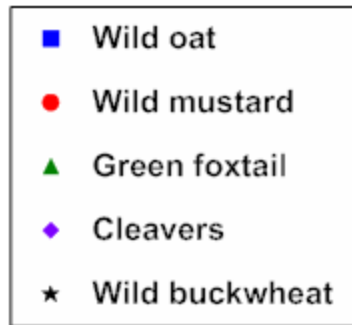 Wild oat
Wild mustard
Green foxtail
Cleavers
Wild buckwheat